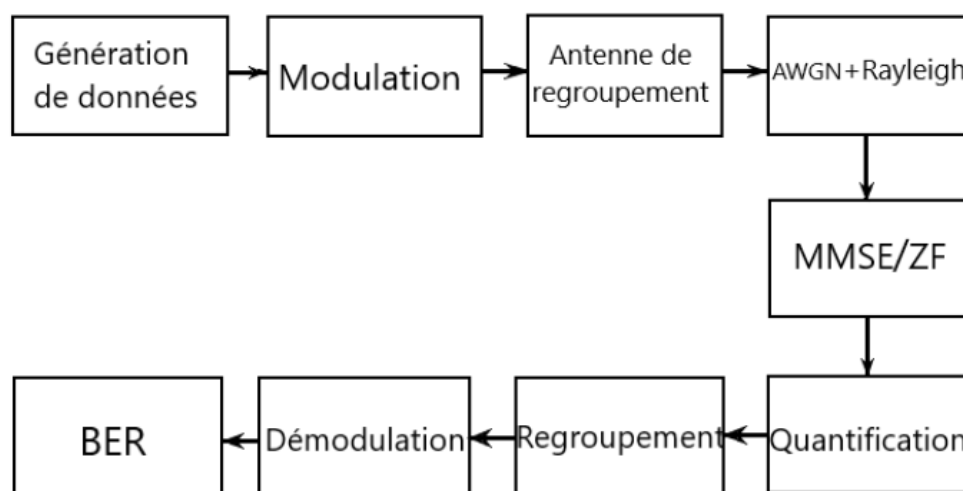 Génération
de données
Modulation
Antenne de
regroupement
AWGN+Rayleigh
MMSE/ZF
Quantification
Regroupement
Démodulation
BER